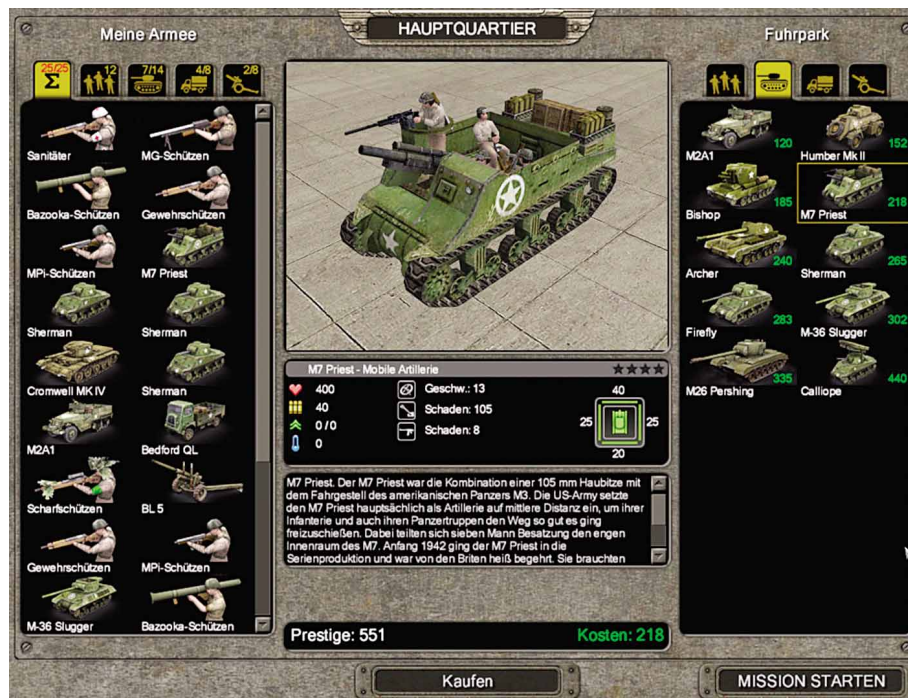 HAUPTQUARTIER
Meine Armee
25/25
12
7/14
4/8
2/8
Sanitäter
MG-Schützen
Bazooka-Schützen
Gewehrschützen
MPi-Schützen
M7 Priest
Sherman
Sherman
Cromwell MK IV
Sherman
M2A1
Bedford QL
Scharfschützen
BL 5
Gewehrschützen
MPi-Schützen
M-36 Slugger
Bazooka-Schützen
M7 Priest - Mobile Artillerie
400
40
0 / 0
0
Geschw.: 13
Schaden: 105
Schaden: 8
40
25
25
20
M7 Priest. Der M7 Priest war die Kombination einer 105 mm Haubitze mit
dem Fahrgestell des amerikanischen Panzers M3. Die US-Army setzte
den M7 Priest hauptsächlich als Artillerie auf mittlere Distanz ein, um ihrer
Infanterie und auch ihren Panzertruppen den Weg so gut es ging
freizuschießen. Dabei teilten sich sieben Mann Besatzung den engen
Innenraum des M7. Anfang 1942 ging der M7 Priest in die
Serienproduktion und war von den Briten heiß begehrt. Sie brauchten
Prestige: 551
Kosten: 218
Kaufen
Fuhrpark
M2A1
120
Humber Mk II
152
Bishop
185
M7 Priest
218
Archer
240
Sherman
265
Firefly
283
M-36 Slugger
302
M26 Pershing
335
Calliope
440
MISSION STARTEN